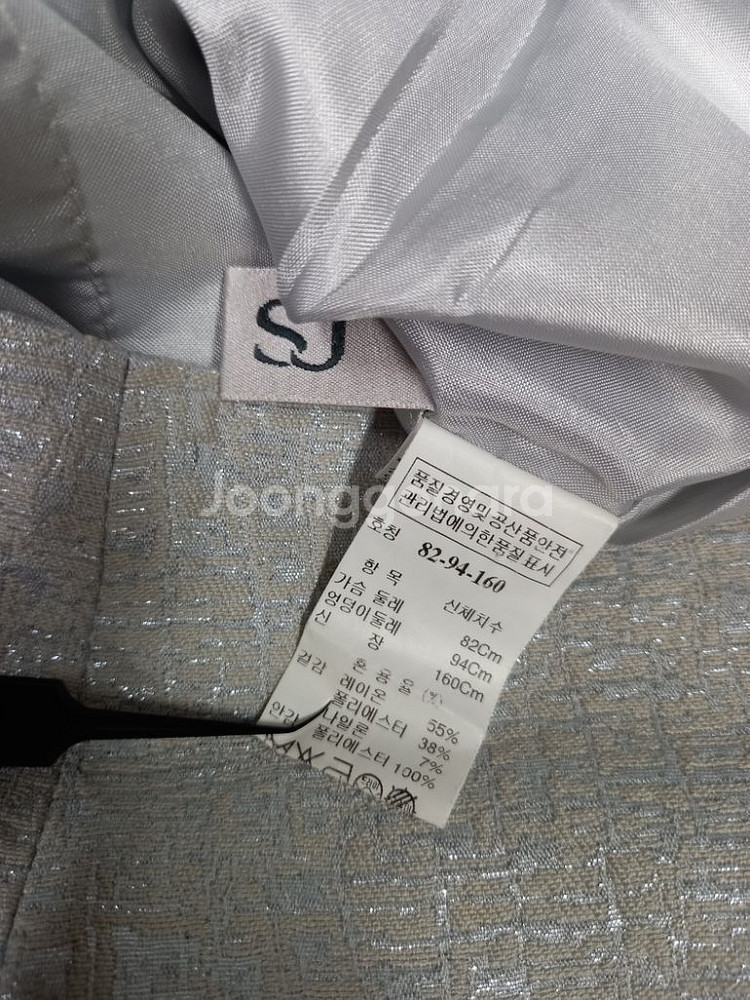 SJ
Joonggonara
품질경영및공산품안전
관리법에의한품질표시
호칭 82-94-160
항 목 신체치수
가슴 둘레 82Cm
엉덩이둘레 94Cm
신 장 160Cm
겉감 혼 용 율 (%)
레이온 55%
폴리에스터 38%
나일론 7%
안감 폴리에스터 100%